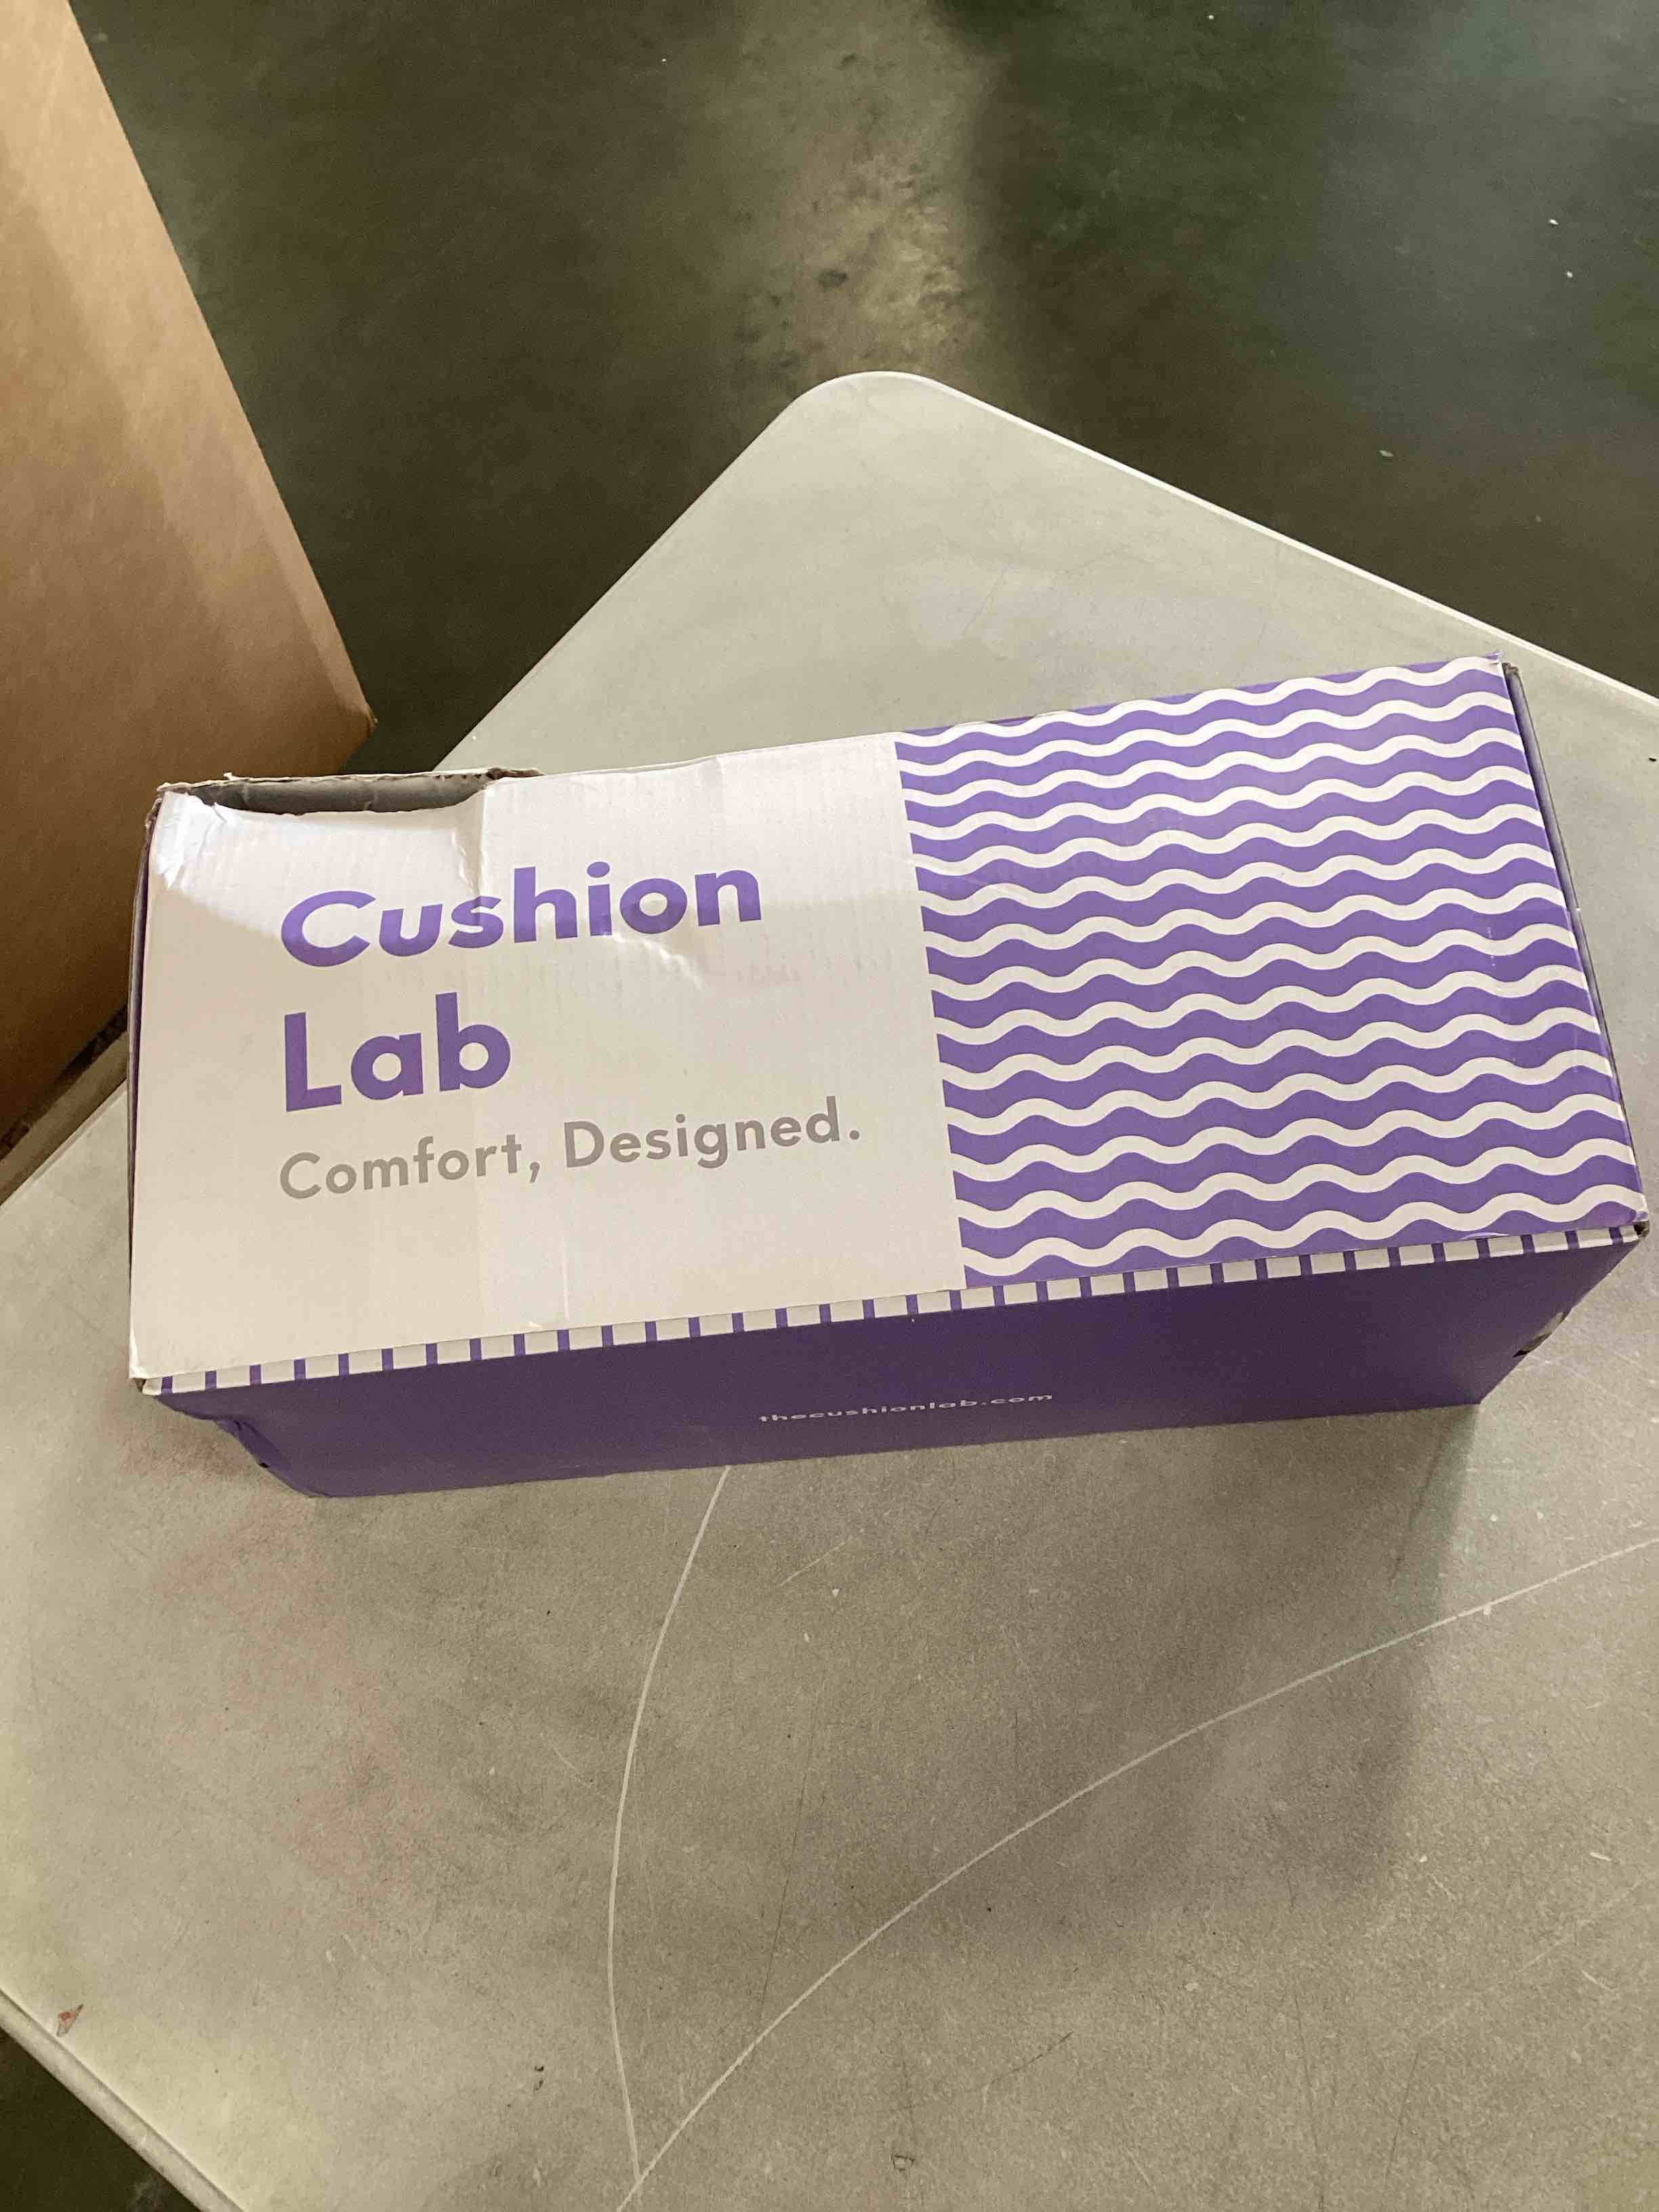 Cushion
Lab
Comfort, Designed.
thecushionlab.com